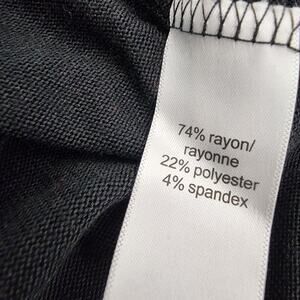 74% rayon/
rayonne
22% polyester
4% spandex